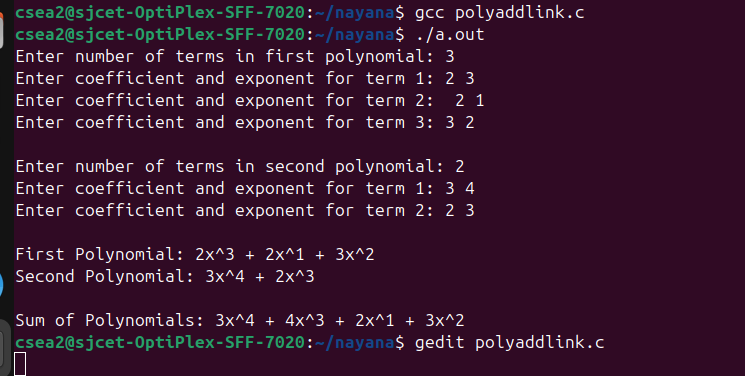 csea2@sjcet-OptiPlex-SFF-7020:~/nayana$ gcc polyaddlink.c
csea2@sjcet-OptiPlex-SFF-7020:~/nayana$ ./a.out
Enter number of terms in first polynomial: 3
Enter coefficient and exponent for term 1: 2 3
Enter coefficient and exponent for term 2:  2 1
Enter coefficient and exponent for term 3: 3 2

Enter number of terms in second polynomial: 2
Enter coefficient and exponent for term 1: 3 4
Enter coefficient and exponent for term 2: 2 3

First Polynomial: 2x^3 + 2x^1 + 3x^2
Second Polynomial: 3x^4 + 2x^3

Sum of Polynomials: 3x^4 + 4x^3 + 2x^1 + 3x^2
csea2@sjcet-OptiPlex-SFF-7020:~/nayana$ gedit polyaddlink.c